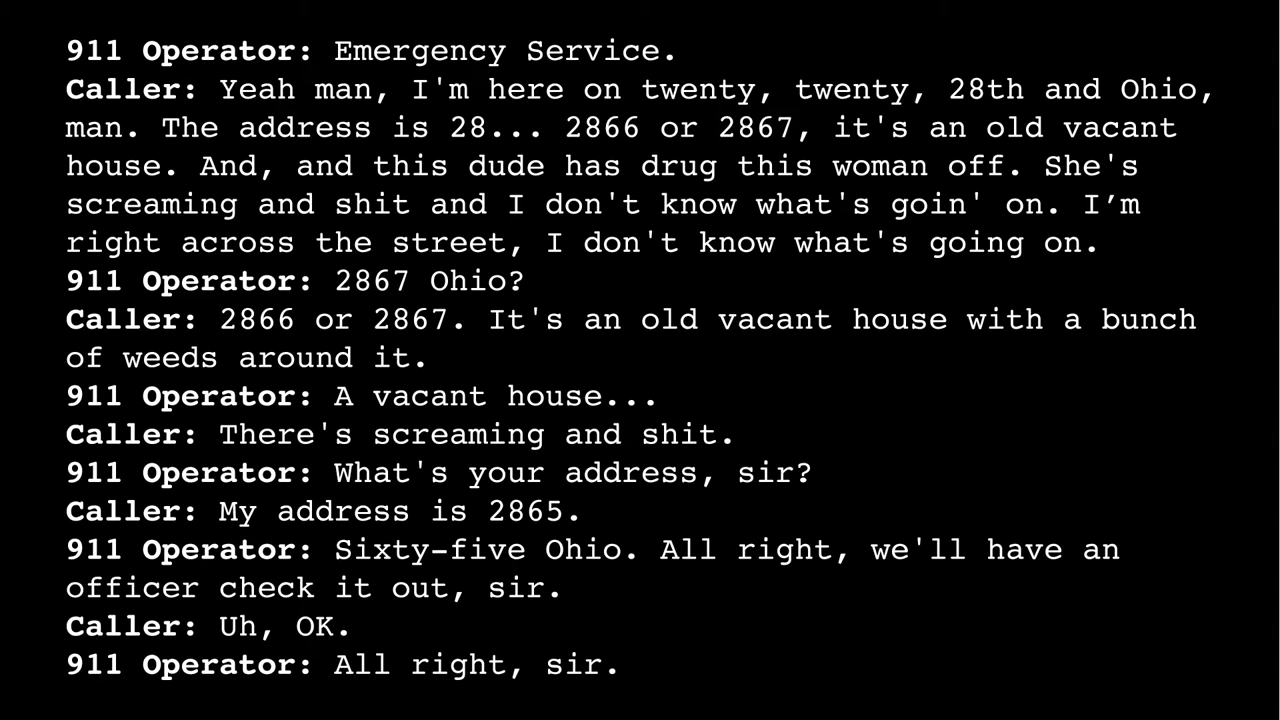 911 Operator: Emergency Service.
Caller: Yeah man, I'm here on twenty, twenty, 28th and Ohio,
man. The address is 28... 2866 or 2867, it's an old vacant
house. And, and this dude has drug this woman off. She's
screaming and shit and I don't know what's goin' on. I’m
right across the street, I don't know what's going on.
911 Operator: 2867 Ohio?
Caller: 2866 or 2867. It's an old vacant house with a bunch
of weeds around it.
911 Operator: A vacant house...
Caller: There's screaming and shit.
911 Operator: What's your address, sir?
Caller: My address is 2865.
911 Operator: Sixty-five Ohio. All right, we'll have an
officer check it out, sir.
Caller: Uh, OK.
911 Operator: All right, sir.